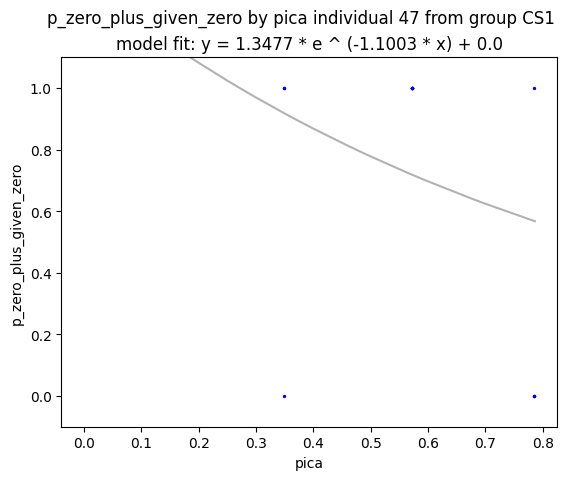 p_zero_plus_given_zero by pica individual 47 from group CS1
model fit: y = 1.3477 * e ^ (-1.1003 * x) + 0.0
p_zero_plus_given_zero
1.0
0.8
0.6
0.4
0.2
0.0
0.0 0.1 0.2 0.3 0.4 0.5 0.6 0.7 0.8
pica